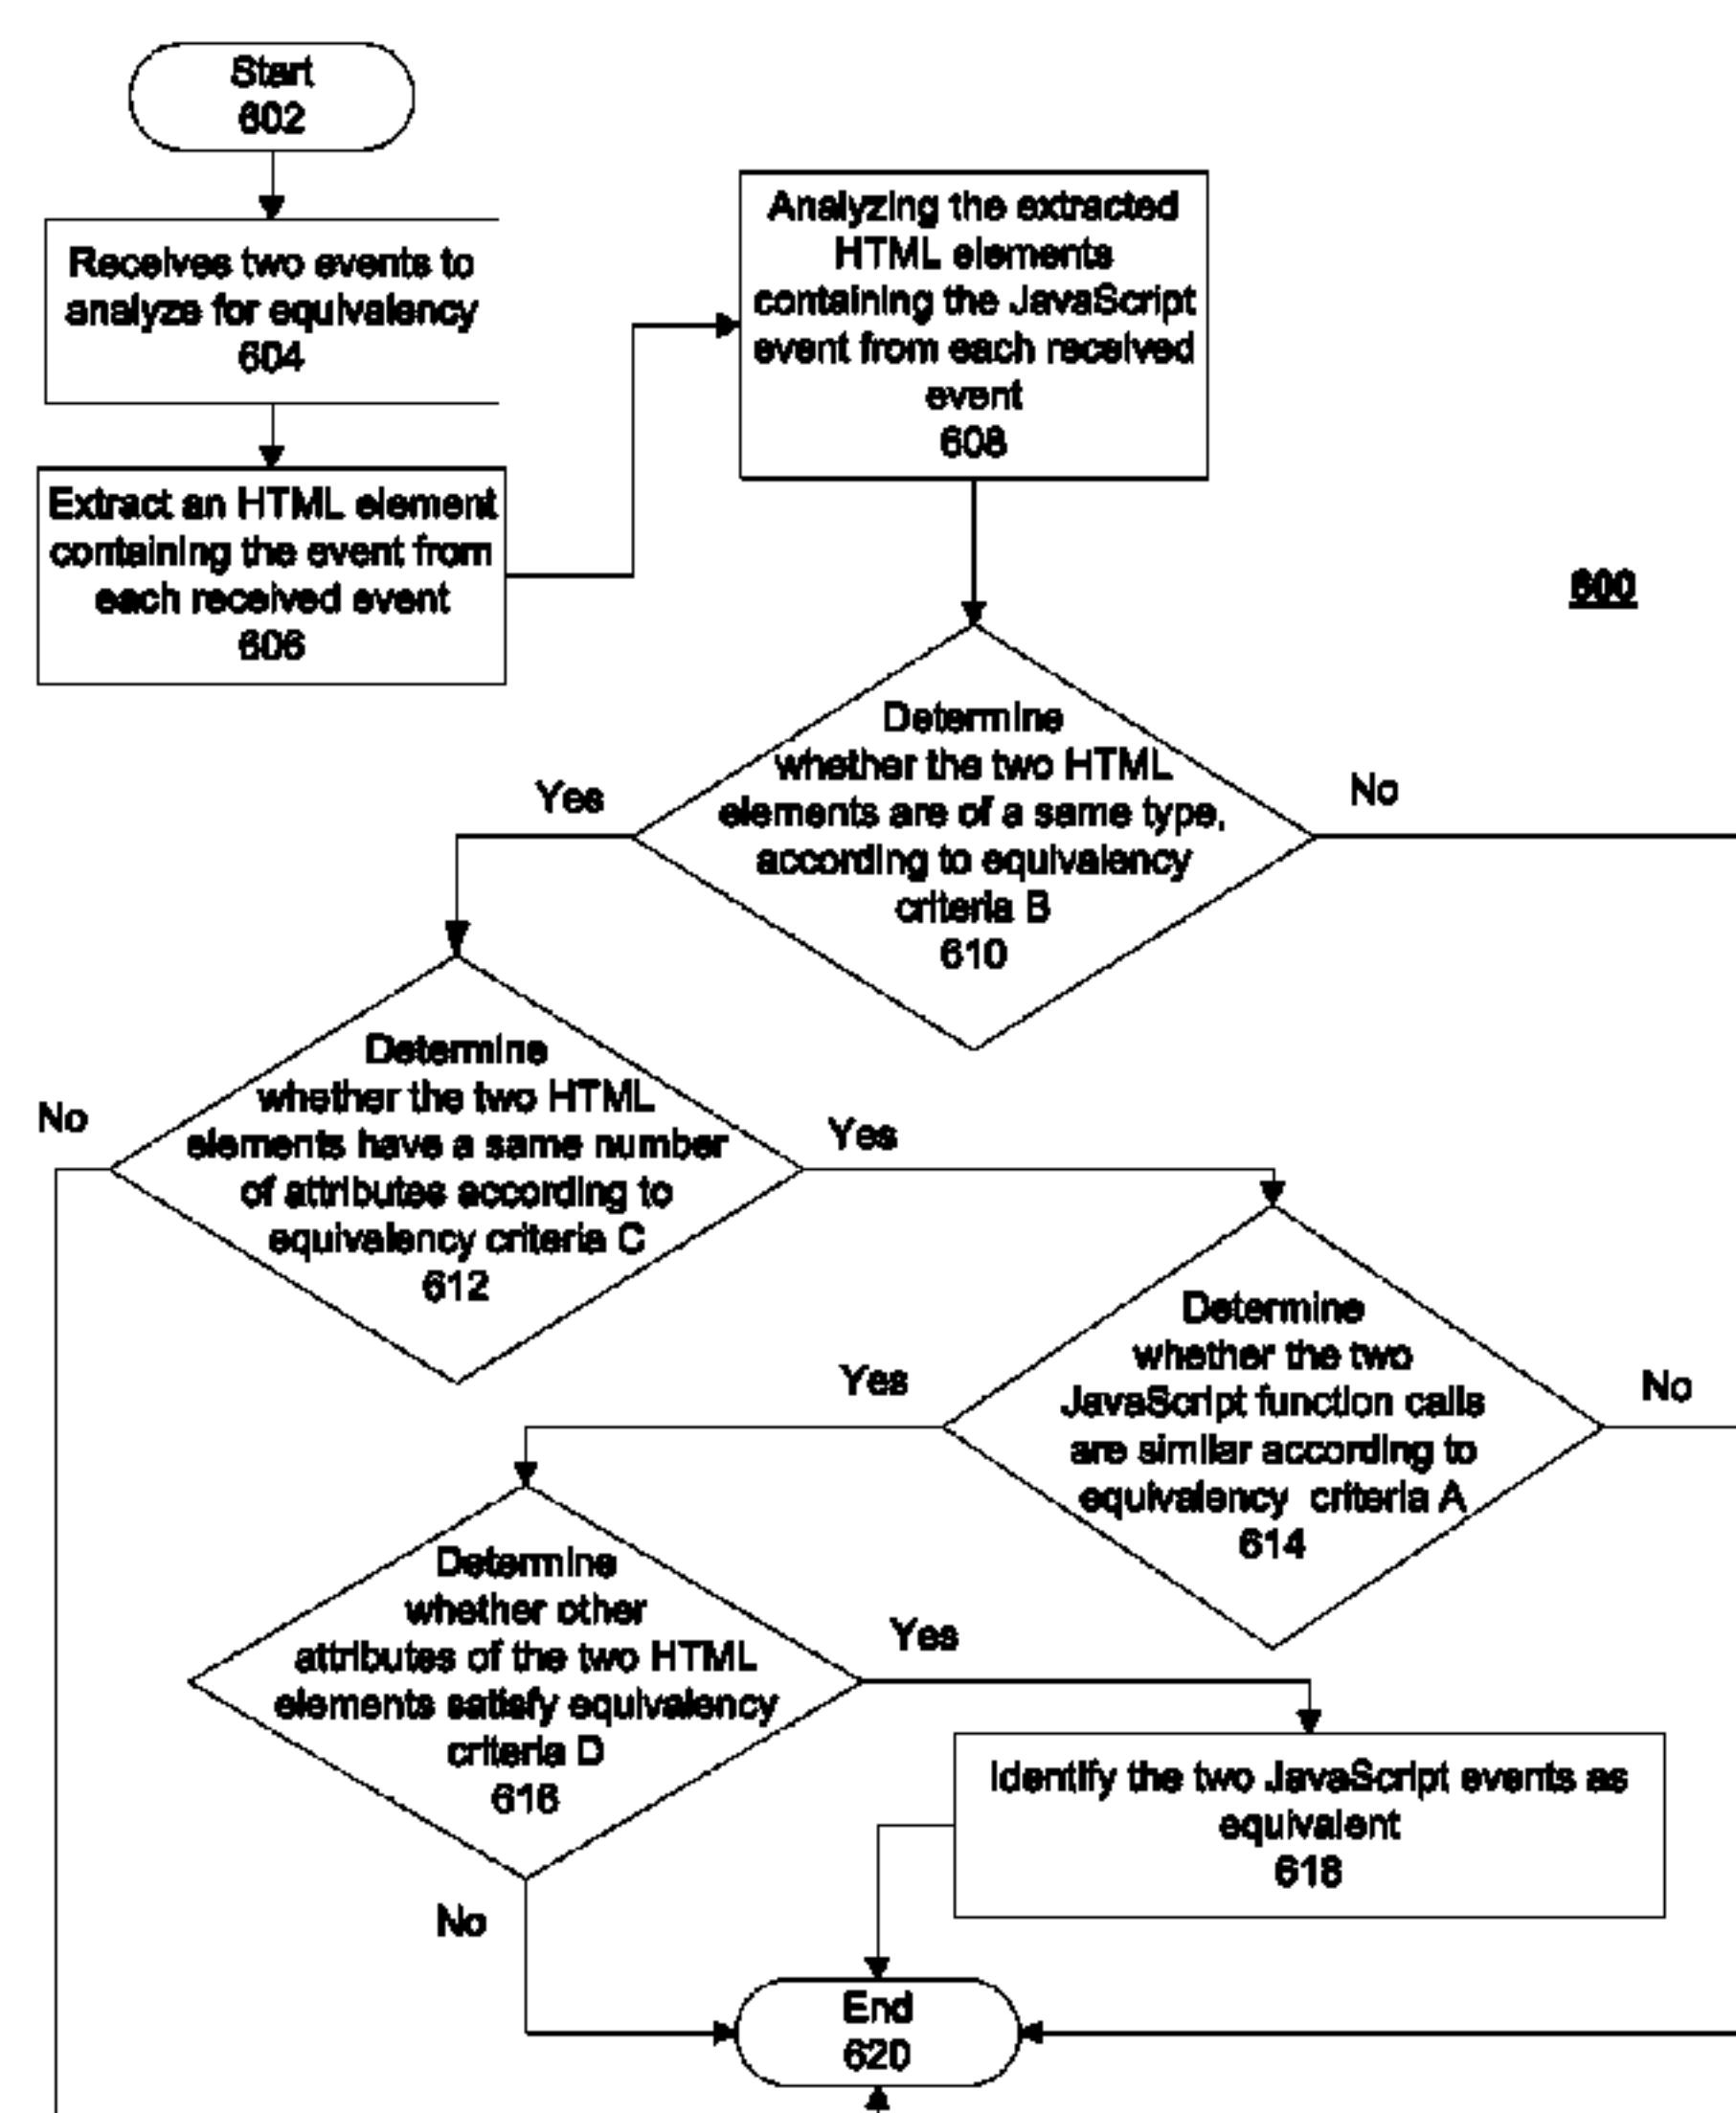 Start
602
Receives two events to
analyze for equivalency
604
Extract an HTML element
containing the event from
each received event
606
Analyzing the extracted
HTML elements
containing the JavaScript
event from each received
event
608
600
Determine
whether the two HTML
elements are of a same type,
according to equivalency
criteria B
610
Yes
No
Determine
whether the two HTML
elements have a same number
of attributes according to
equivalency criteria C
612
No
Yes
Determine
whether the two
JavaScript function calls
are similar according to
equivalency criteria A
614
Yes
No
Determine
whether other
attributes of the two HTML
elements satisfy equivalency
criteria D
616
Yes
No
Identify the two JavaScript events as
equivalent
618
End
620